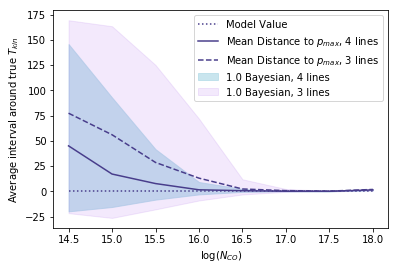 175
150
125
100
75
50
25
0
−25
Average interval around true T_kin
Model Value
Mean Distance to p_max, 4 lines
Mean Distance to p_max, 3 lines
1.0 Bayesian, 4 lines
1.0 Bayesian, 3 lines
14.5 15.0 15.5 16.0 16.5 17.0 17.5 18.0
log(N_CO)